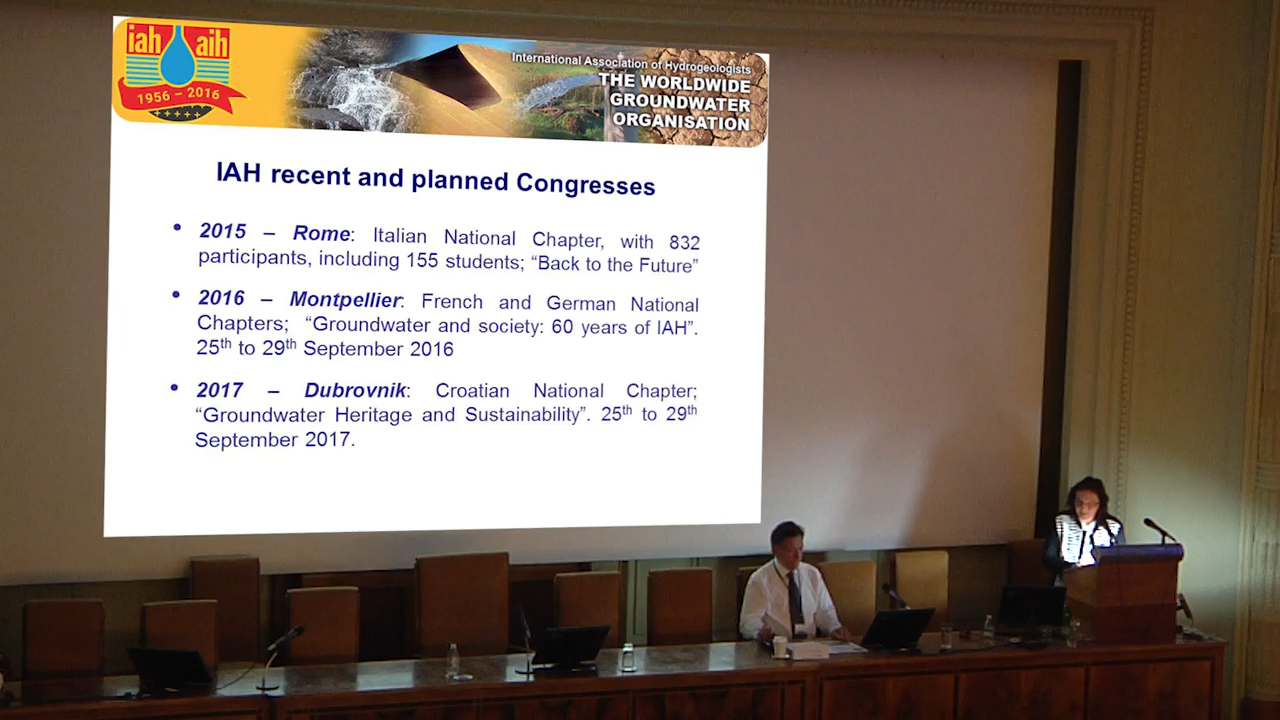 iah aih
1956 – 2016
International Association of Hydrogeologists
THE WORLDWIDE
GROUNDWATER
ORGANISATION
IAH recent and planned Congresses
• 2015 – Rome: Italian National Chapter, with 832
participants, including 155 students; “Back to the Future”
• 2016 – Montpellier: French and German National
Chapters; “Groundwater and society: 60 years of IAH”.
25th to 29th September 2016
• 2017 – Dubrovnik: Croatian National Chapter;
“Groundwater Heritage and Sustainability”. 25th to 29th
September 2017.